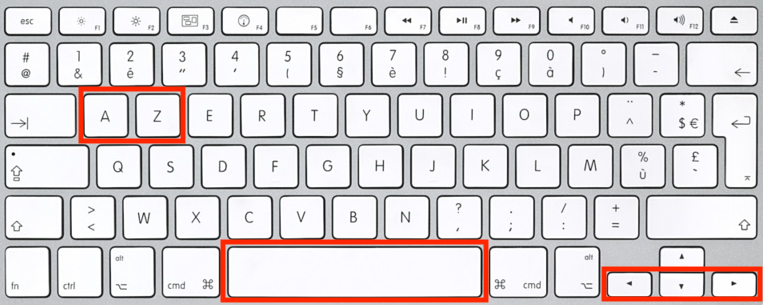 esc F1 F2 F3 F4 F5 F6 F7 F8 F9 F10 F11 F12
# 1 2 3 4 5 6 7 8 9 0 ° _
@ & é " ' ( § è ! ç à ) -
A Z E R T Y U I O P ¨ *
^ $ €
Q S D F G H J K L M % £
ù `
> W X C V B N ? . / +
< , ; : =
alt alt
fn ctrl cmd ⌘ ⌘ cmd